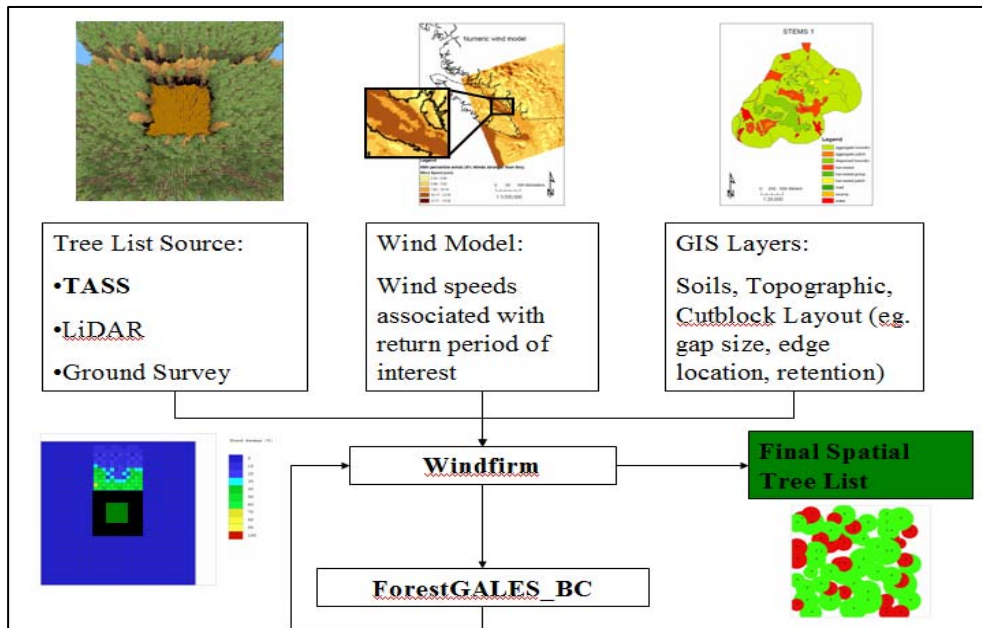 Numeric wind model
STEMS 1
Legend
Legend
Tree List Source:
•TASS
•LiDAR
•Ground Survey
Wind Model:
Wind speeds
associated with
return period of
interest
GIS Layers:
Soils, Topographic,
Cutblock Layout (eg.
gap size, edge
location, retention)
Windfirm
Final Spatial
Tree List
ForestGALES_BC